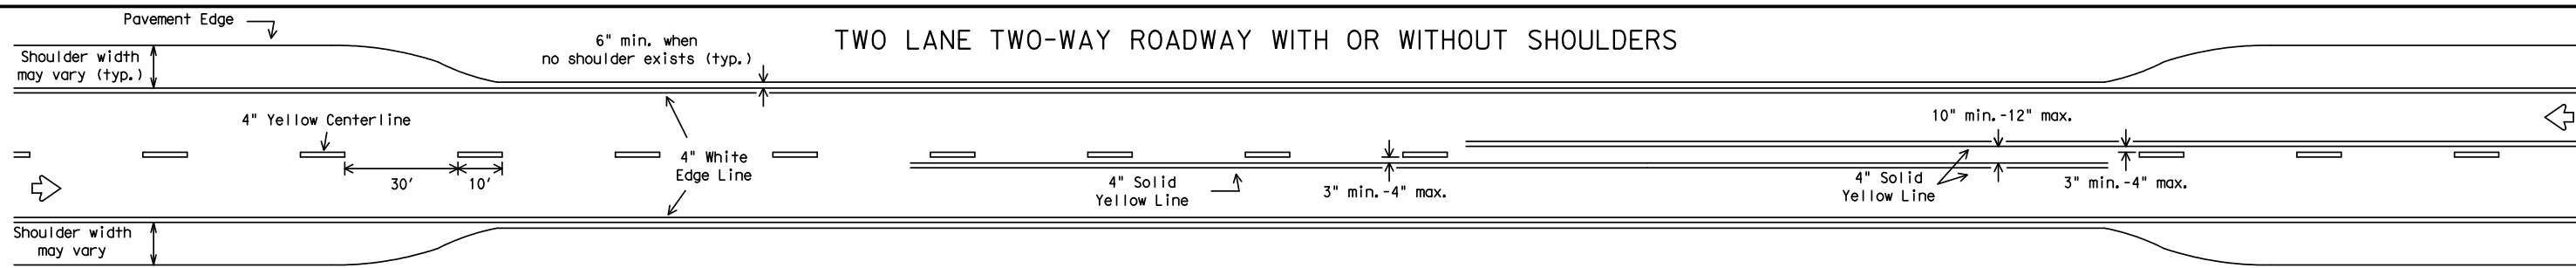 Pavement Edge
TWO LANE TWO-WAY ROADWAY WITH OR WITHOUT SHOULDERS
6" min. when
no shoulder exists (typ.)
Shoulder width
may vary (typ.)
4" Yellow Centerline
10" min.-12" max.
4" White
Edge Line
30'
10'
4" Solid
Yellow Line
3" min.-4" max.
4" Solid
Yellow Line
3" min.-4" max.
Shoulder width
may vary